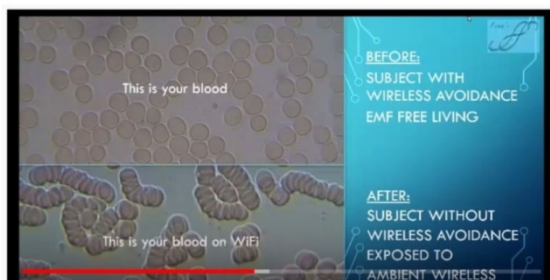 This is your blood
This is your blood on WiFi
BEFORE:
SUBJECT WITH
WIRELESS AVOIDANCE
EMF FREE LIVING
AFTER:
SUBJECT WITHOUT
WIRELESS AVOIDANCE
EXPOSED TO
AMBIENT WIRELESS